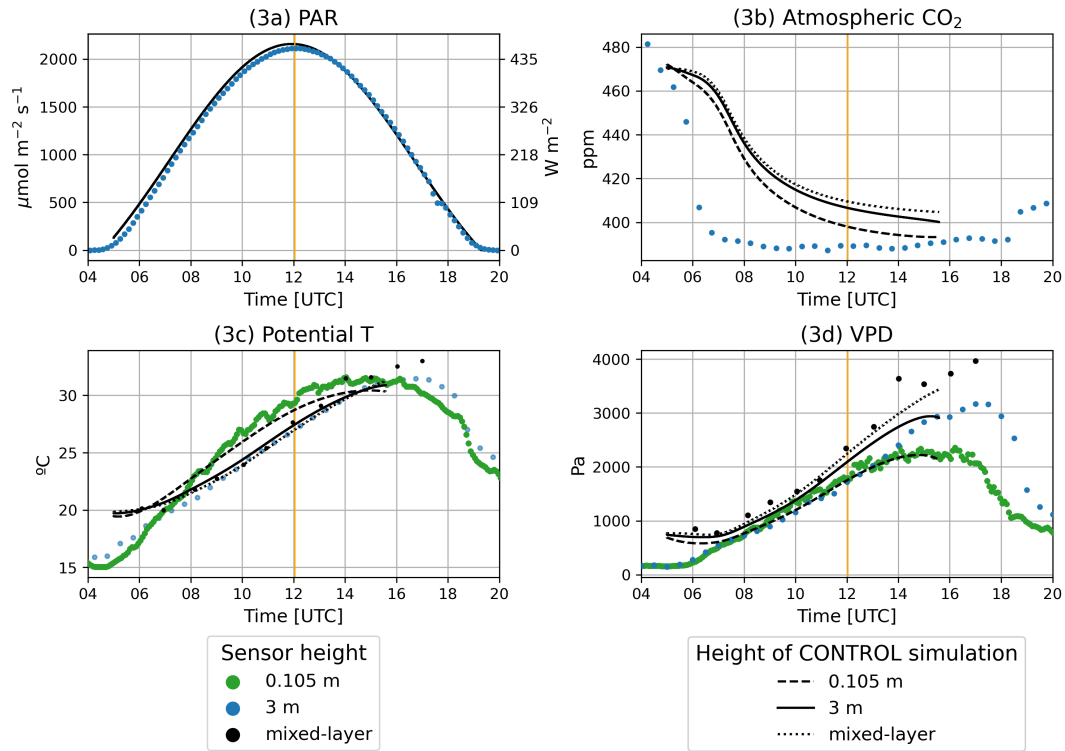 (3a) PAR
2000
1500
1000
500
0
µmol m⁻² s⁻¹
435
326
218
109
0
W m⁻²
04 06 08 10 12 14 16 18 20
Time [UTC]
(3b) Atmospheric CO₂
480
460
440
420
400
ppm
04 06 08 10 12 14 16 18 20
Time [UTC]
(3c) Potential T
30
25
20
15
ºC
04 06 08 10 12 14 16 18 20
Time [UTC]
(3d) VPD
4000
3000
2000
1000
0
Pa
04 06 08 10 12 14 16 18 20
Time [UTC]
Sensor height
0.105 m
3 m
mixed-layer
Height of CONTROL simulation
0.105 m
3 m
mixed-layer